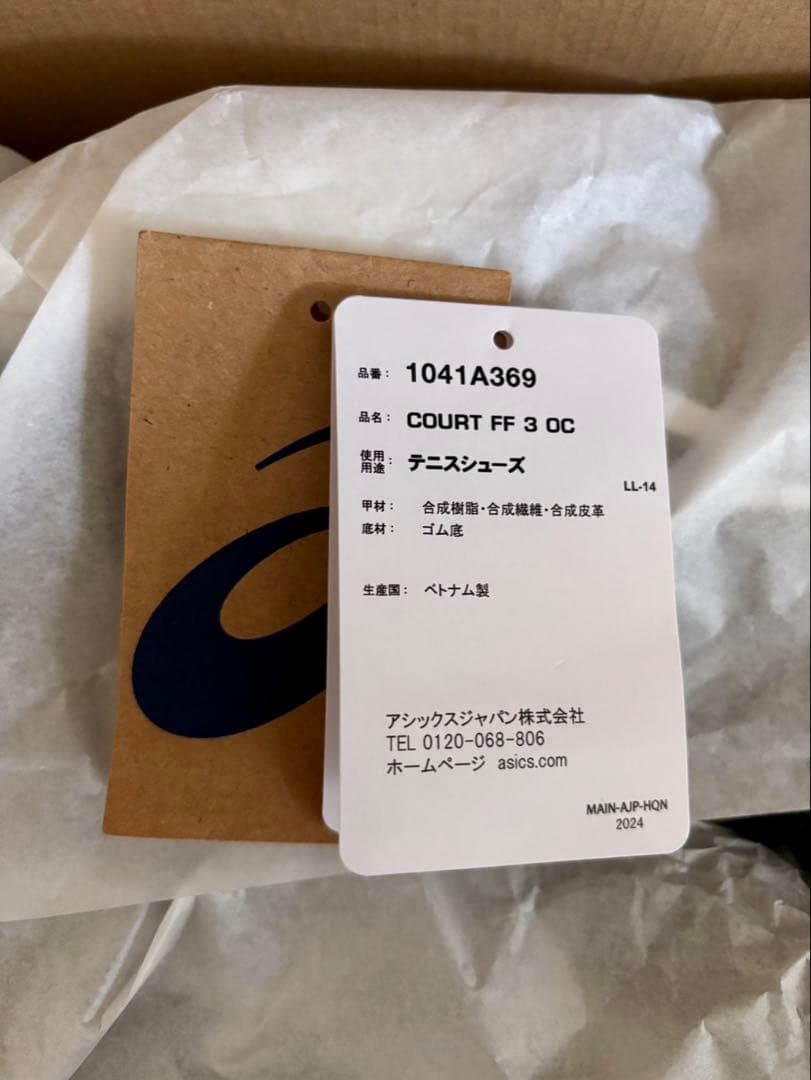 品番： 1041A369
品名： COURT FF 3 OC
使用用途： テニスシューズ
LL-14
甲材： 合成樹脂・合成繊維・合成皮革
底材： ゴム底
生産国： ベトナム製
アシックスジャパン株式会社
TEL 0120-068-806
ホームページ asics.com
MAIN-AJP-HQN
2024